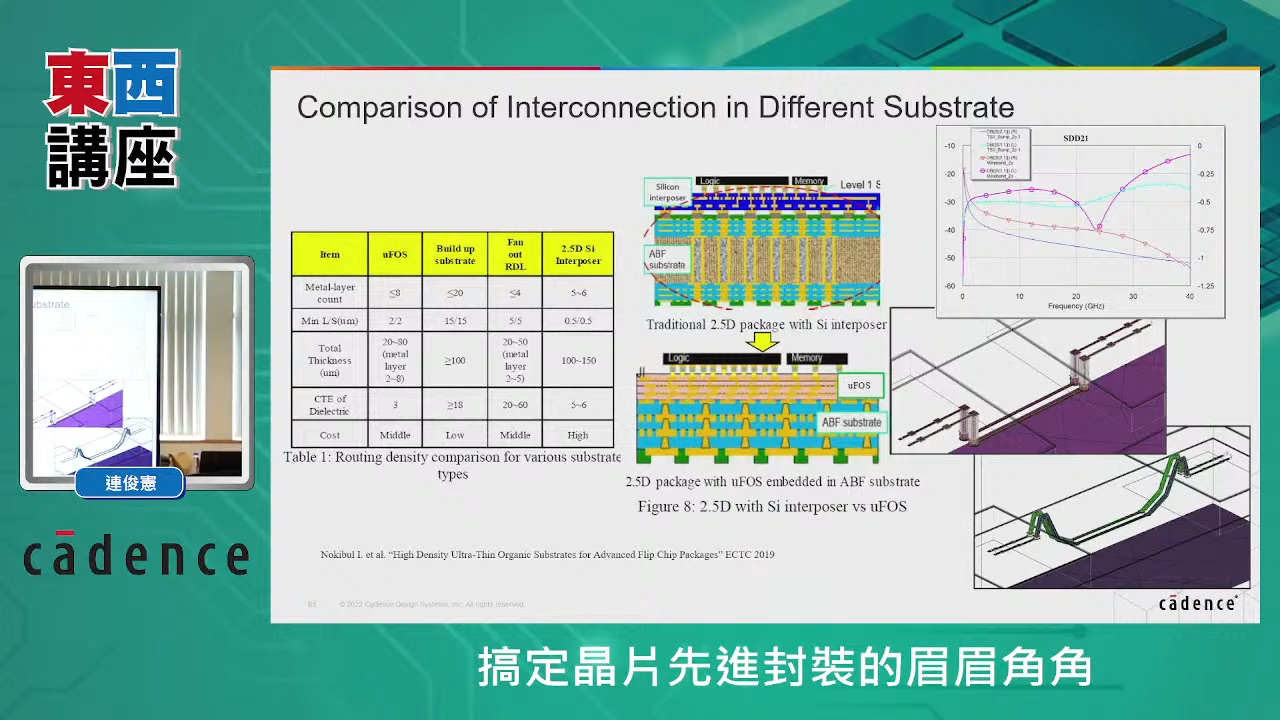 東西
講座
Comparison of Interconnection in Different Substrate
Item
uFOS
Build up substrate
Fan out RDL
2.5D Si Interposer
Metal-layer count
≤8
≤20
≤4
5~6
Min L/S(um)
2/2
15/15
5/5
0.5/0.5
Total Thickness (um)
20~80 (metal layer 2~8)
≥100
20~50 (metal layer 2~5)
100~150
CTE of Dielectric
3
≥18
20~60
5~6
Cost
Middle
Low
Middle
High
Table 1: Routing density comparison for various substrate
types
Silicon interposer
Logic
Memory
Level 1 S
ABF substrate
Traditional 2.5D package with Si interposer
Logic
Memory
uFOS
ABF substrate
2.5D package with uFOS embedded in ABF substrate
Figure 8: 2.5D with Si interposer vs uFOS
SDD21
-10
-20
-30
-40
-50
-60
0
-0.25
-0.5
-0.75
-1
-1.25
0
10
20
30
40
Frequency (GHz)
Nokibul I. et al. “High Density Ultra-Thin Organic Substrates for Advanced Flip Chip Packages” ECTC 2019
65
© 2022 Cadence Design Systems, Inc. All rights reserved.
cādence
連俊憲
cādence
搞定晶片先進封裝的眉眉角角